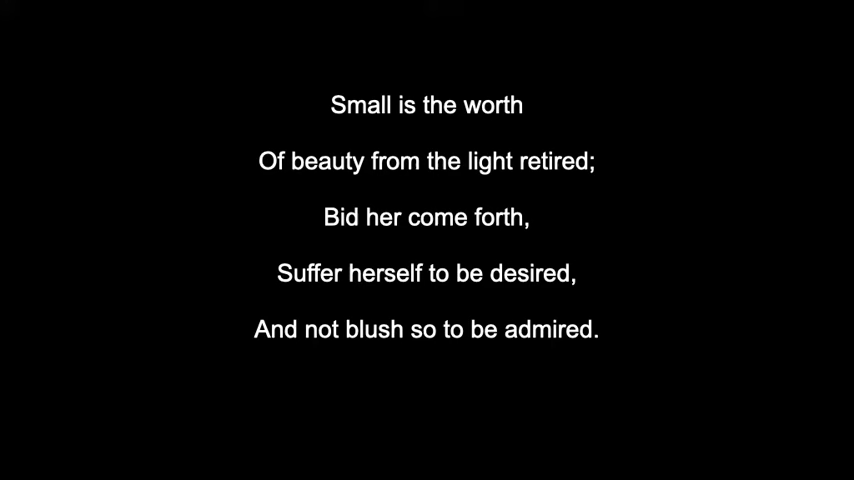 Small is the worth
Of beauty from the light retired;
Bid her come forth,
Suffer herself to be desired,
And not blush so to be admired.